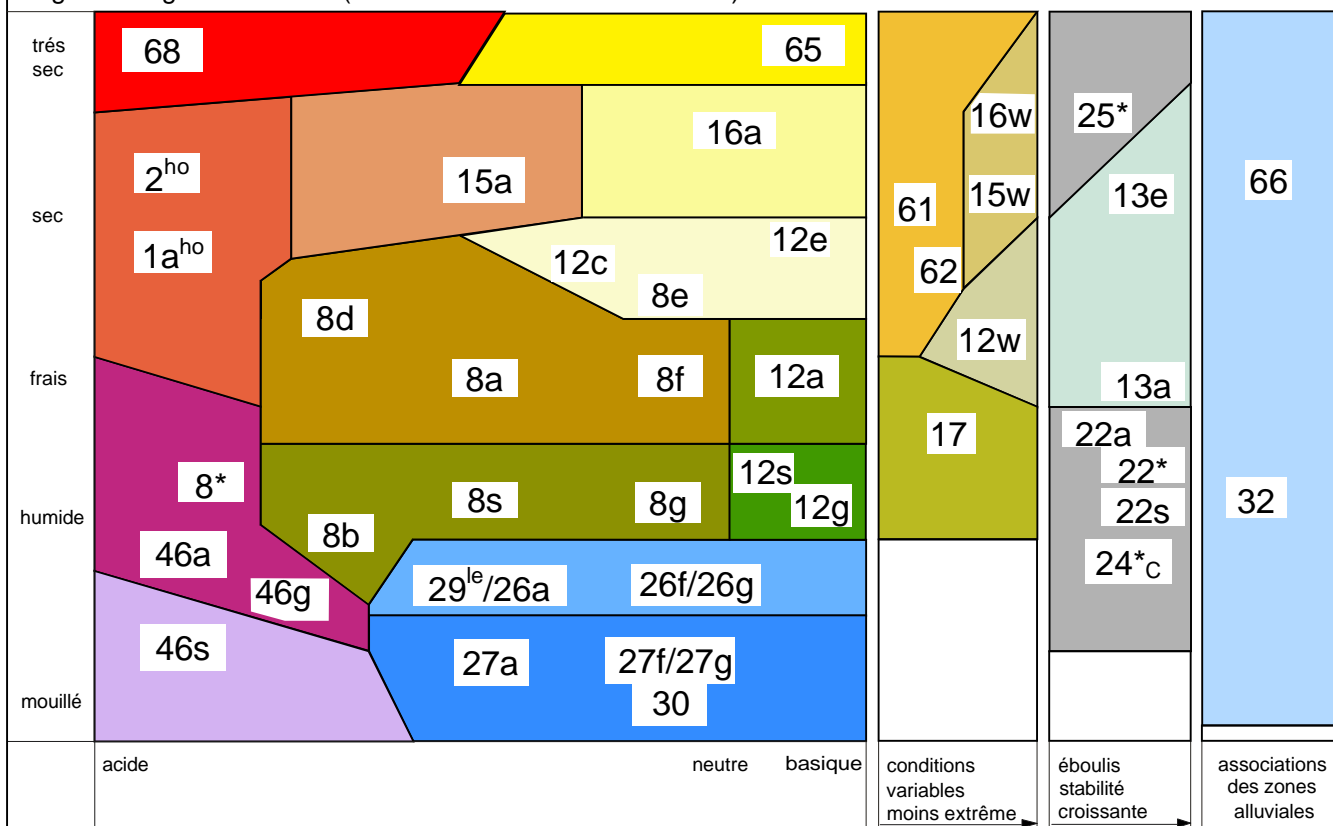 trés
sec
68
65
16w
25*
16a
2ho
15a
15w
13e
66
sec
61
1aho
12e
12c
62
8e
8d
12w
frais
8a
8f
12a
13a
17
22a
8*
8s
8g
12s
22*
12g
22s
32
humide
8b
46a
24*C
46g
29le/26a
26f/26g
46s
27a
27f/27g
30
mouillé
acide
neutre
basique
conditions
variables
moins extrême
éboulis
stabilité
croissante
associations
des zones
alluviales